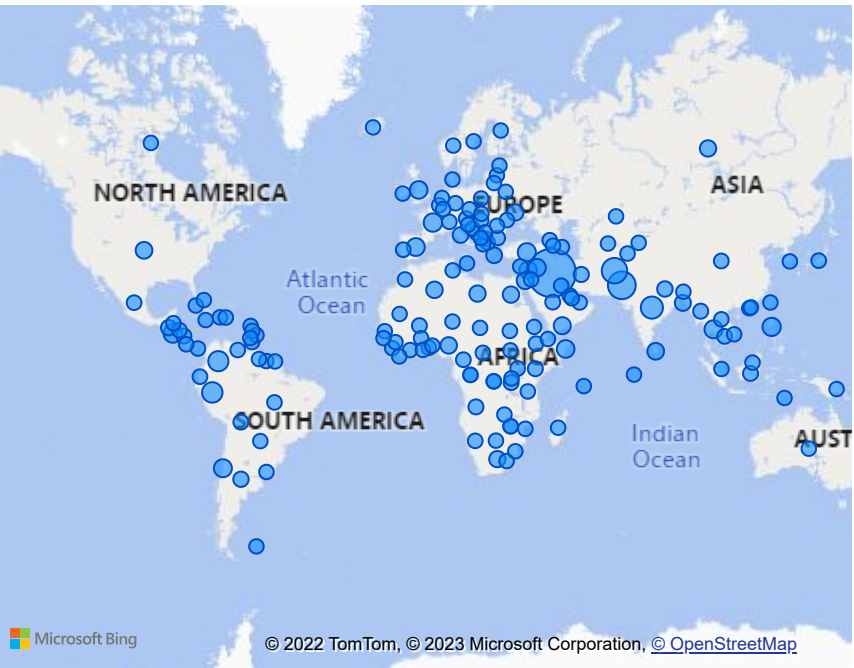 NORTH AMERICA
EUROPE
ASIA
Atlantic
Ocean
AFRICA
SOUTH AMERICA
Indian
Ocean
AUST
Microsoft Bing
© 2022 TomTom, © 2023 Microsoft Corporation, © OpenStreetMap